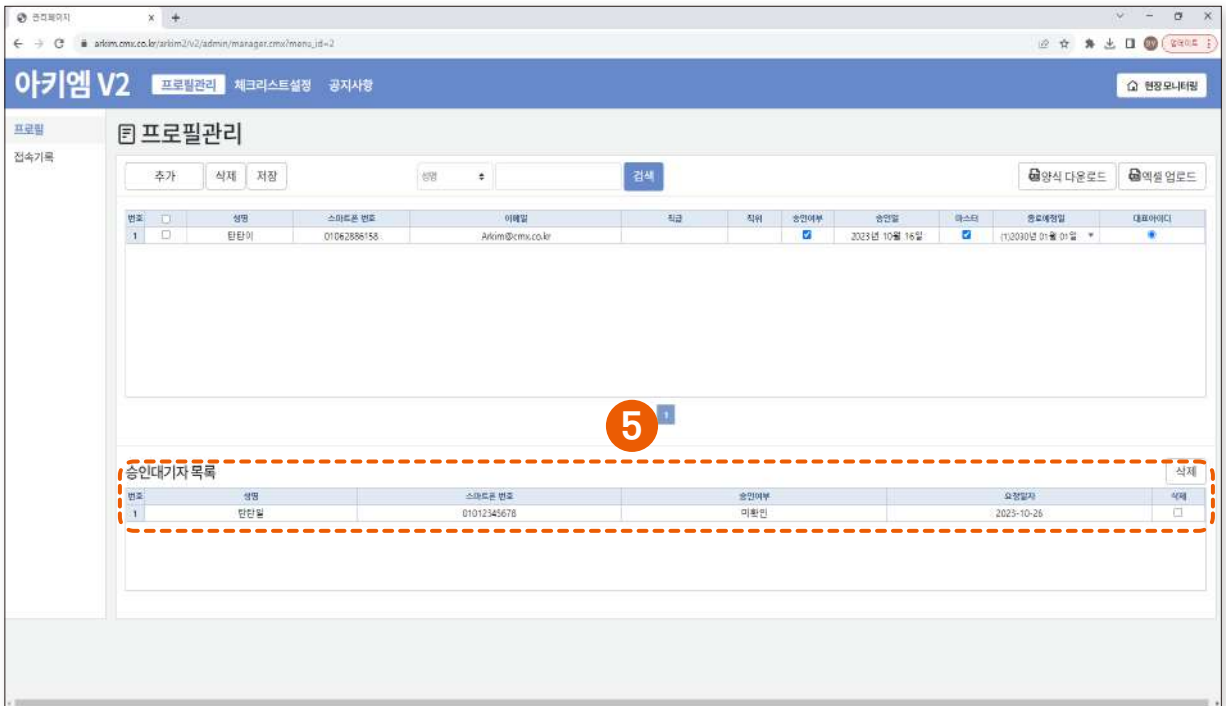 관리페이지
arkim.cmx.co.kr/arkim2/v2/admin/manager.cmx?menu_id=2
업데이트
아키엠 V2 프로필관리 체크리스트설정 공지사항 현장모니터링
프로필
접속기록
프로필관리
추가 삭제 저장 성명 검색 양식 다운로드 엑셀 업로드
번호 성명 스마트폰 번호 이메일 직급 직위 승인여부 승인일 마스터 종료예정일 대표아이디
1 탄탄이 01062886158 Arkim@cmx.co.kr 2023년 10월 16일 (1)2030년 01월 01일
1
5
승인대기자 목록 삭제
번호 성명 스마트폰 번호 승인여부 요청일자 삭제
1 탄탄일 01012345678 미확인 2023-10-26